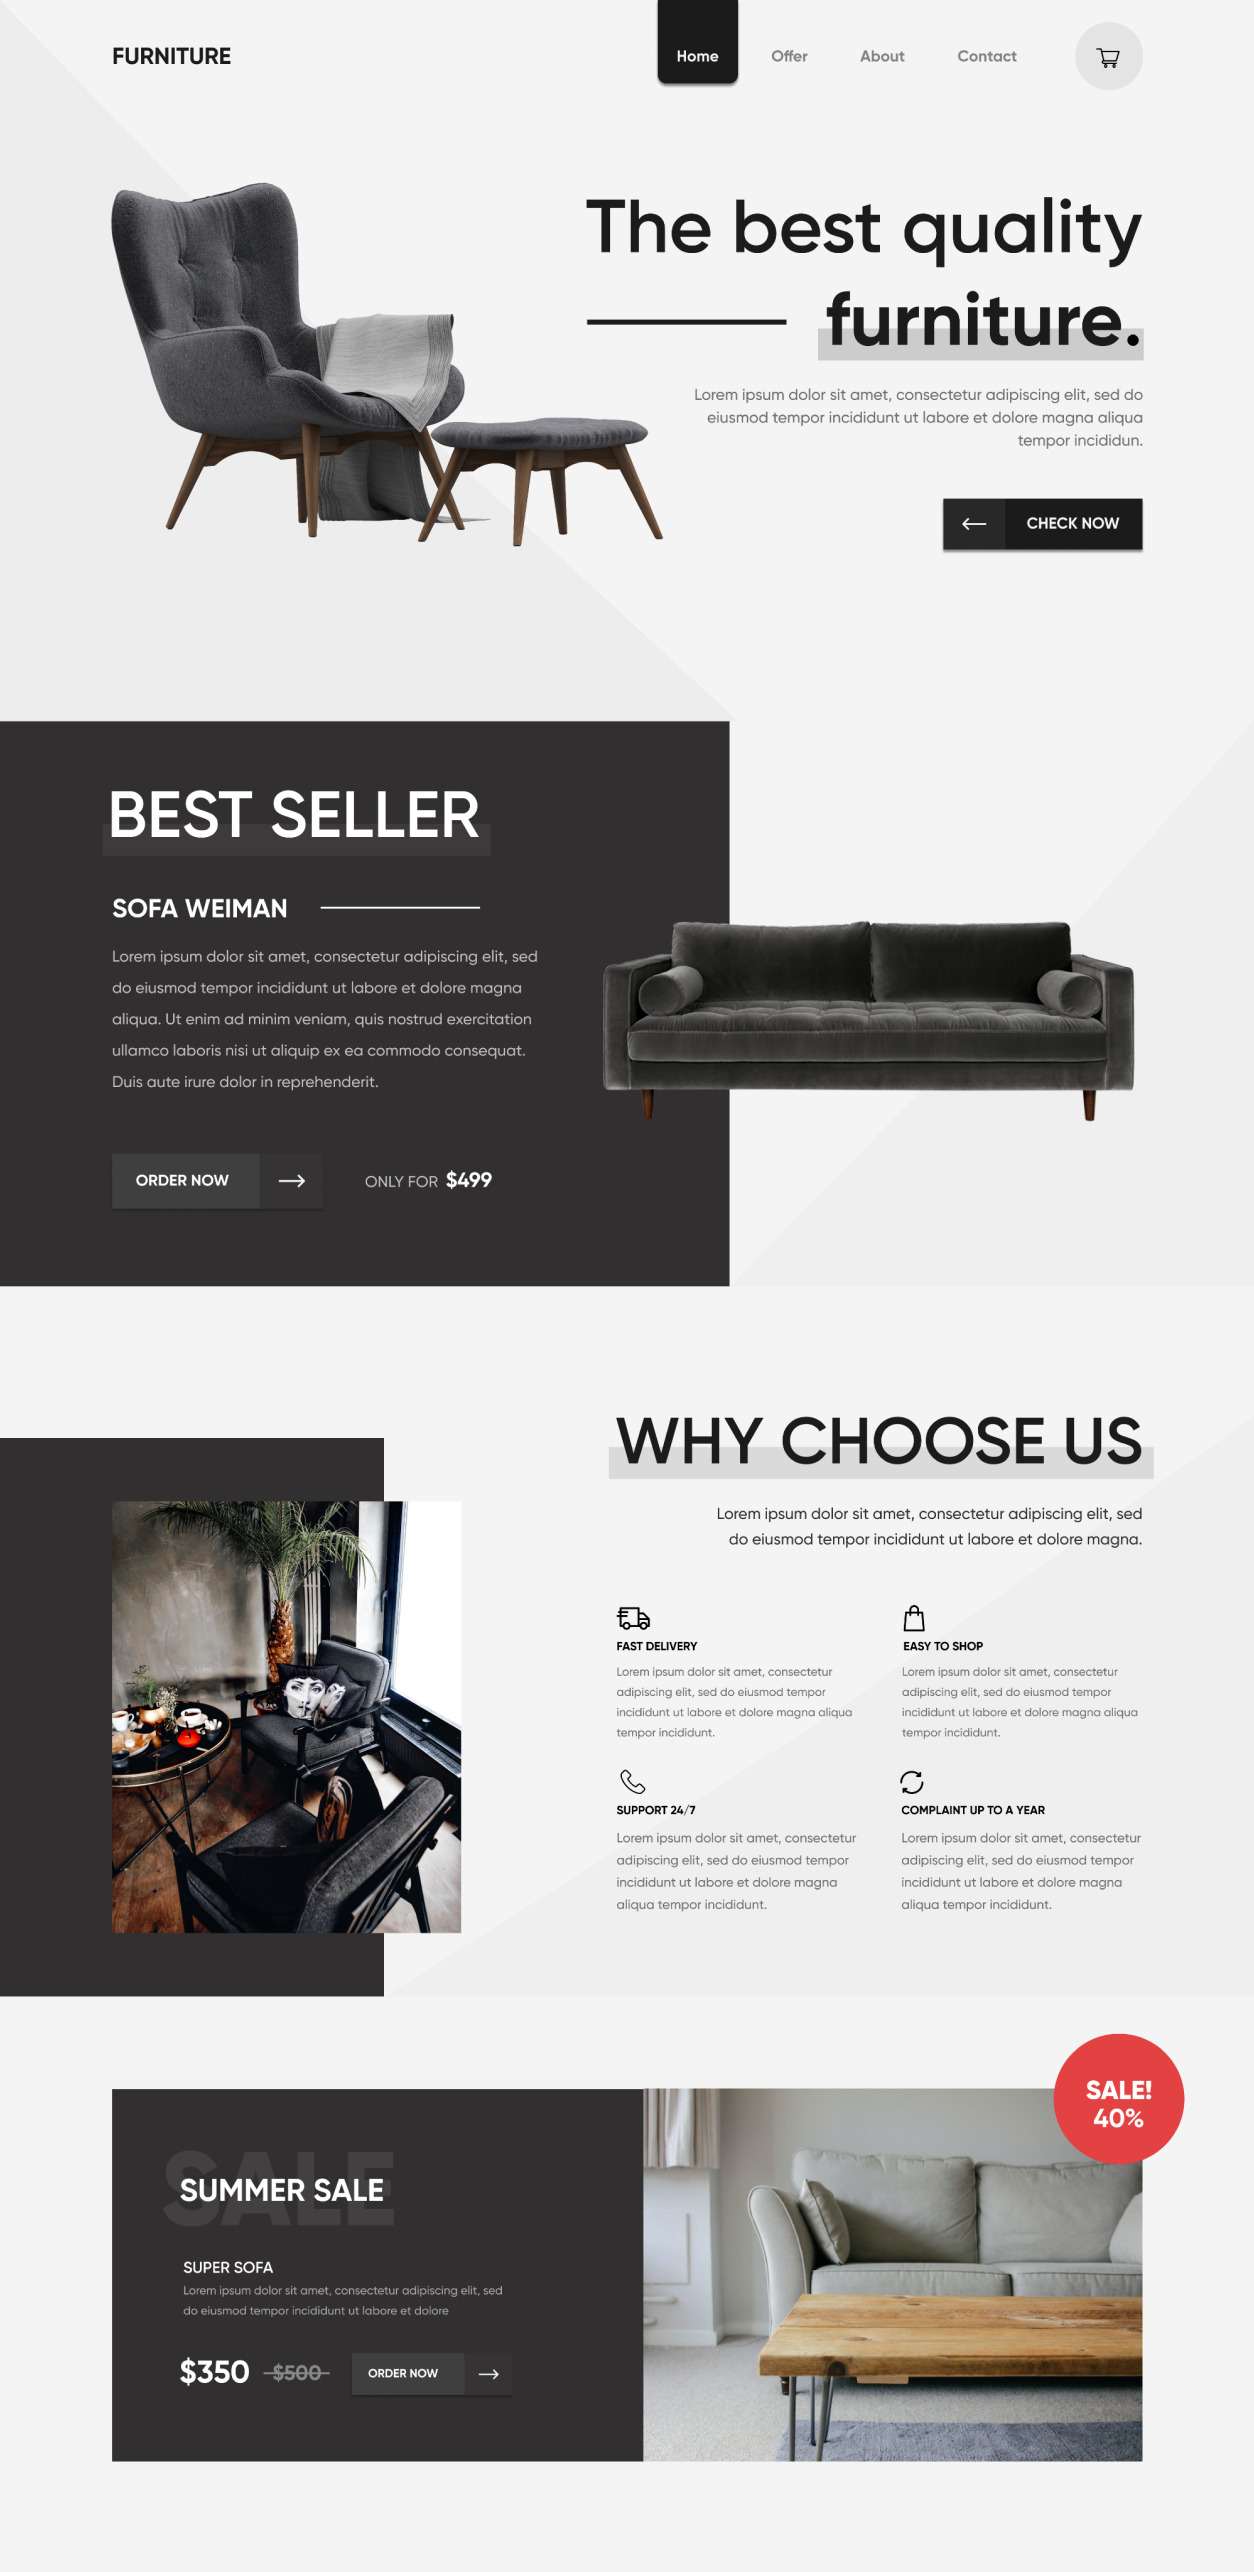 FURNITURE
Home
Offer
About
Contact
The best quality
furniture.
Lorem ipsum dolor sit amet, consectetur adipiscing elit, sed do
eiusmod tempor incididunt ut labore et dolore magna aliqua
tempor incididun.
CHECK NOW
BEST SELLER
SOFA WEIMAN
Lorem ipsum dolor sit amet, consectetur adipiscing elit, sed
do eiusmod tempor incididunt ut labore et dolore magna
aliqua. Ut enim ad minim veniam, quis nostrud exercitation
ullamco laboris nisi ut aliquip ex ea commodo consequat.
Duis aute irure dolor in reprehenderit.
ORDER NOW
ONLY FOR $499
WHY CHOOSE US
Lorem ipsum dolor sit amet, consectetur adipiscing elit, sed
do eiusmod tempor incididunt ut labore et dolore magna.
FAST DELIVERY
Lorem ipsum dolor sit amet, consectetur
adipiscing elit, sed do eiusmod tempor
incididunt ut labore et dolore magna aliqua
tempor incididunt.
EASY TO SHOP
Lorem ipsum dolor sit amet, consectetur
adipiscing elit, sed do eiusmod tempor
incididunt ut labore et dolore magna aliqua
tempor incididunt.
SUPPORT 24/7
Lorem ipsum dolor sit amet, consectetur
adipiscing elit, sed do eiusmod tempor
incididunt ut labore et dolore magna
aliqua tempor incididunt.
COMPLAINT UP TO A YEAR
Lorem ipsum dolor sit amet, consectetur
adipiscing elit, sed do eiusmod tempor
incididunt ut labore et dolore magna
aliqua tempor incididunt.
SALE!
40%
SALE
SUMMER SALE
SUPER SOFA
Lorem ipsum dolor sit amet, consectetur adipiscing elit, sed
do eiusmod tempor incididunt ut labore et dolore
$350 $500
ORDER NOW